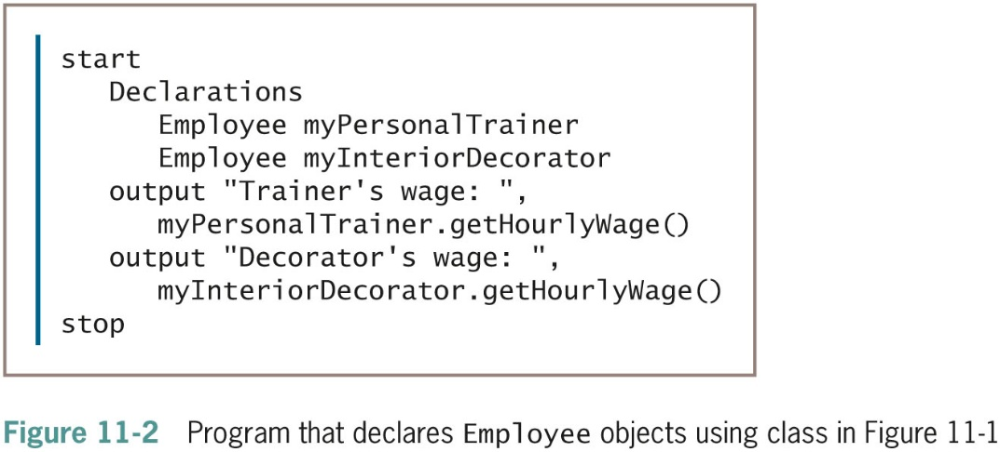 start
Declarations
Employee myPersonalTrainer
Employee myInteriorDecorator
output "Trainer's wage: ",
myPersonalTrainer.getHourlyWage()
output "Decorator's wage: ",
myInteriorDecorator.getHourlyWage()
stop
Figure 11-2 Program that declares Employee objects using class in Figure 11-1